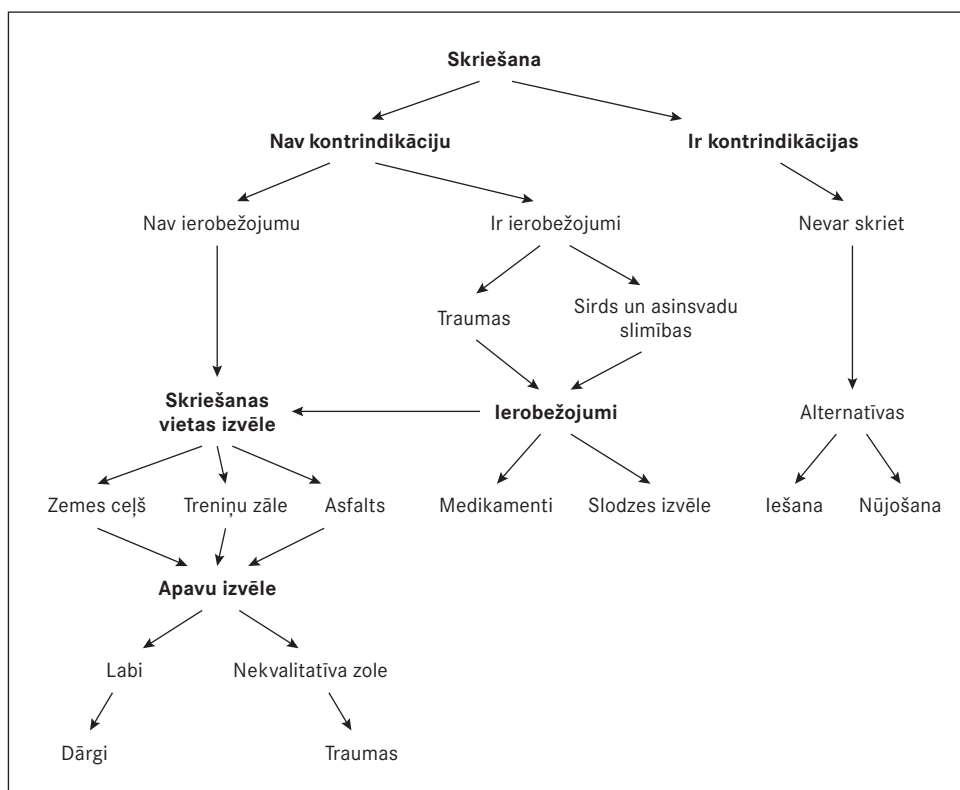 Skriešana
Nav kontrindikāciju
Ir kontrindikācijas
Nav ierobežojumu
Ir ierobežojumi
Nevar skriet
Traumas
Sirds un asinsvadu
slimības
Skriešanas
vietas izvēle
Ierobežojumi
Alternatīvas
Zemes ceļš
Treniņu zāle
Asfalts
Medikamenti
Slodzes izvēle
Iešana
Nūjošana
Apavu izvēle
Labi
Nekvalitatīva zole
Dārgi
Traumas